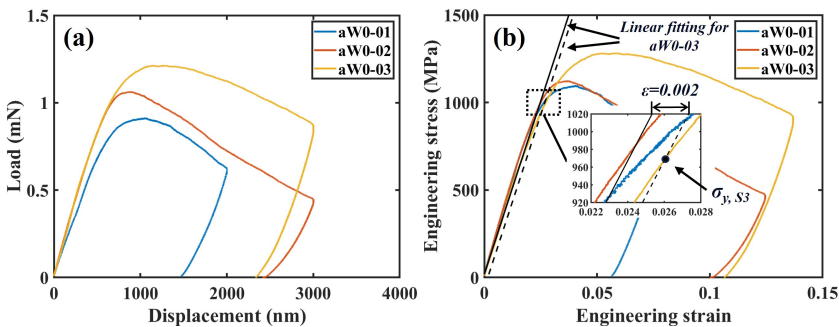 (a)
aW0-01
aW0-02
aW0-03
1.5
1
0.5
0
Load (mN)
0
1000
2000
3000
4000
Displacement (nm)
(b)
Linear fitting for
aW0-03
aW0-01
aW0-02
aW0-03
1500
1000
500
0
Engineering stress (MPa)
ε=0.002
1020
1000
980
960
940
920
0.022
0.024
0.026
0.028
σy, S3
0
0.05
0.1
0.15
Engineering strain